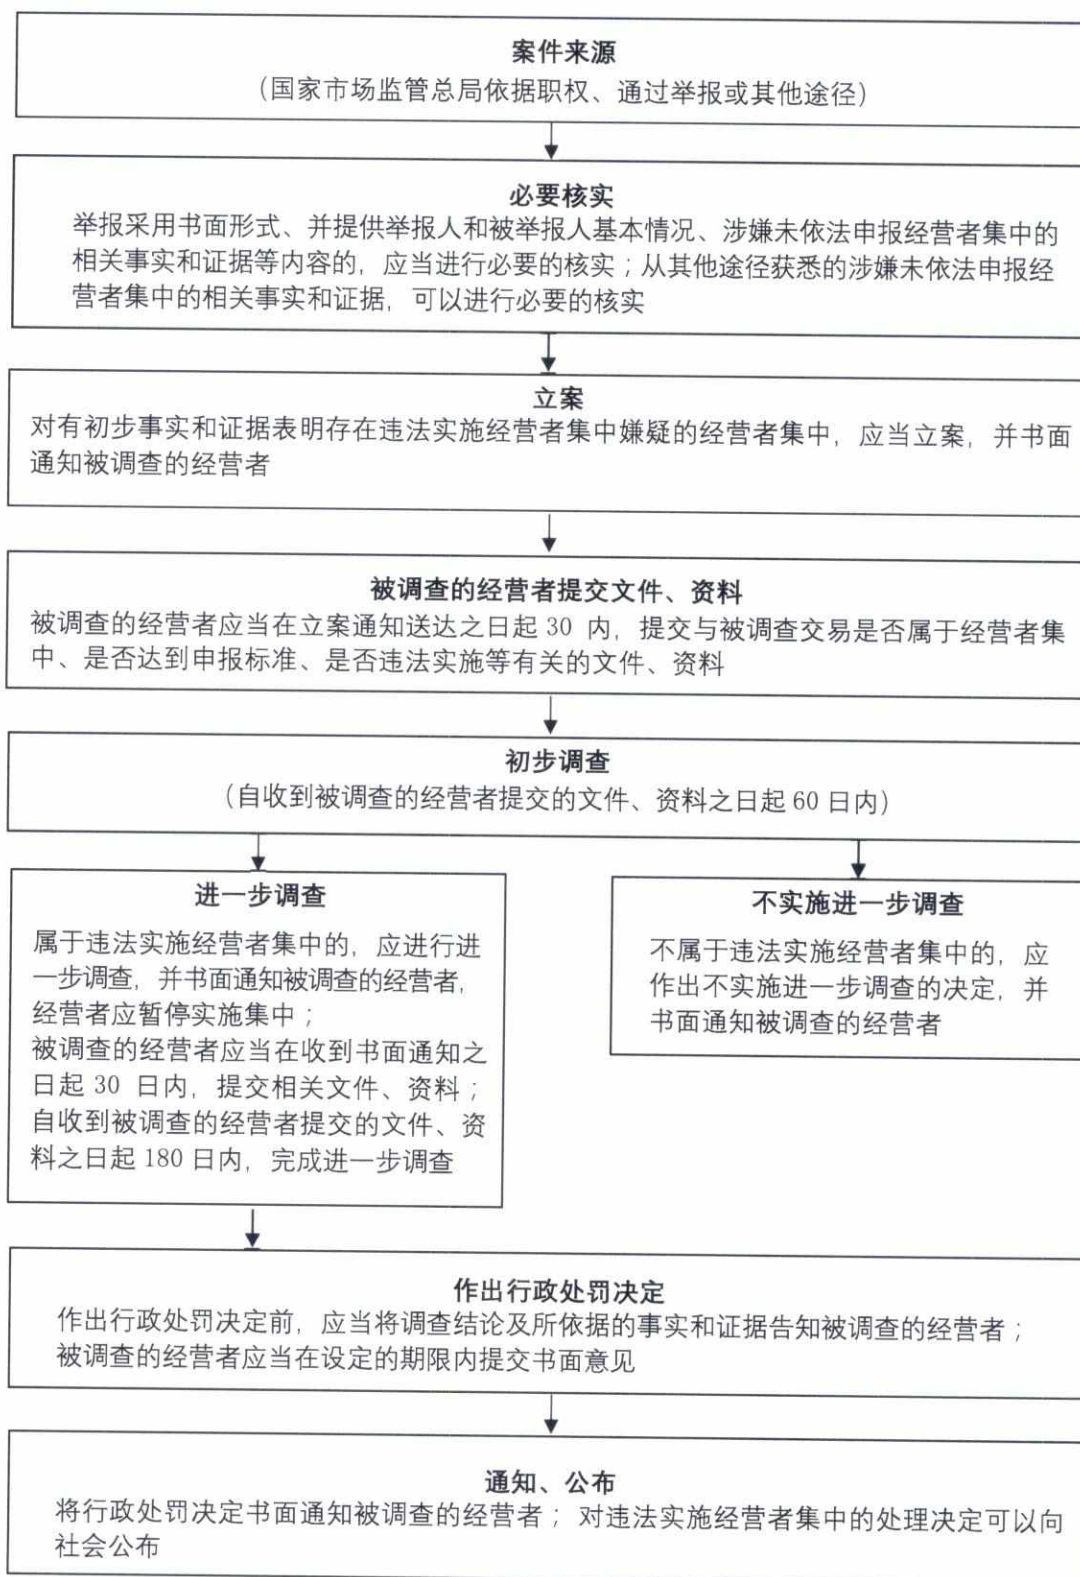 案件来源
（国家市场监管总局依据职权、通过举报或其他途径）
必要核实
举报采用书面形式、并提供举报人和被举报人基本情况、涉嫌未依法申报经营者集中的
相关事实和证据等内容的，应当进行必要的核实；从其他途径获悉的涉嫌未依法申报经
营者集中的相关事实和证据，可以进行必要的核实
立案
对有初步事实和证据表明存在违法实施经营者集中嫌疑的经营者集中，应当立案，并书面
通知被调查的经营者
被调查的经营者提交文件、资料
被调查的经营者应当在立案通知送达之日起 30 内，提交与被调查交易是否属于经营者集
中、是否达到申报标准、是否违法实施等有关的文件、资料
初步调查
（自收到被调查的经营者提交的文件、资料之日起 60 日内）
进一步调查
属于违法实施经营者集中的，应进行进
一步调查，并书面通知被调查的经营者，
经营者应暂停实施集中；
被调查的经营者应当在收到书面通知之
日起 30 日内，提交相关文件、资料；
自收到被调查的经营者提交的文件、资
料之日起 180 日内，完成进一步调查
不实施进一步调查
不属于违法实施经营者集中的，应
作出不实施进一步调查的决定，并
书面通知被调查的经营者
作出行政处罚决定
作出行政处罚决定前，应当将调查结论及所依据的事实和证据告知被调查的经营者；
被调查的经营者应当在设定的期限内提交书面意见
通知、公布
将行政处罚决定书面通知被调查的经营者；对违法实施经营者集中的处理决定可以向
社会公布